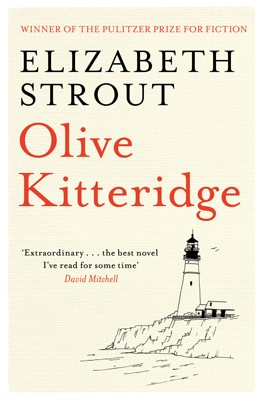 WINNER OF THE PULITZER PRIZE FOR FICTION
ELIZABETH
STROUT
Olive
Kitteridge
‘Extraordinary . . . the best novel
I’ve read for some time’
David Mitchell